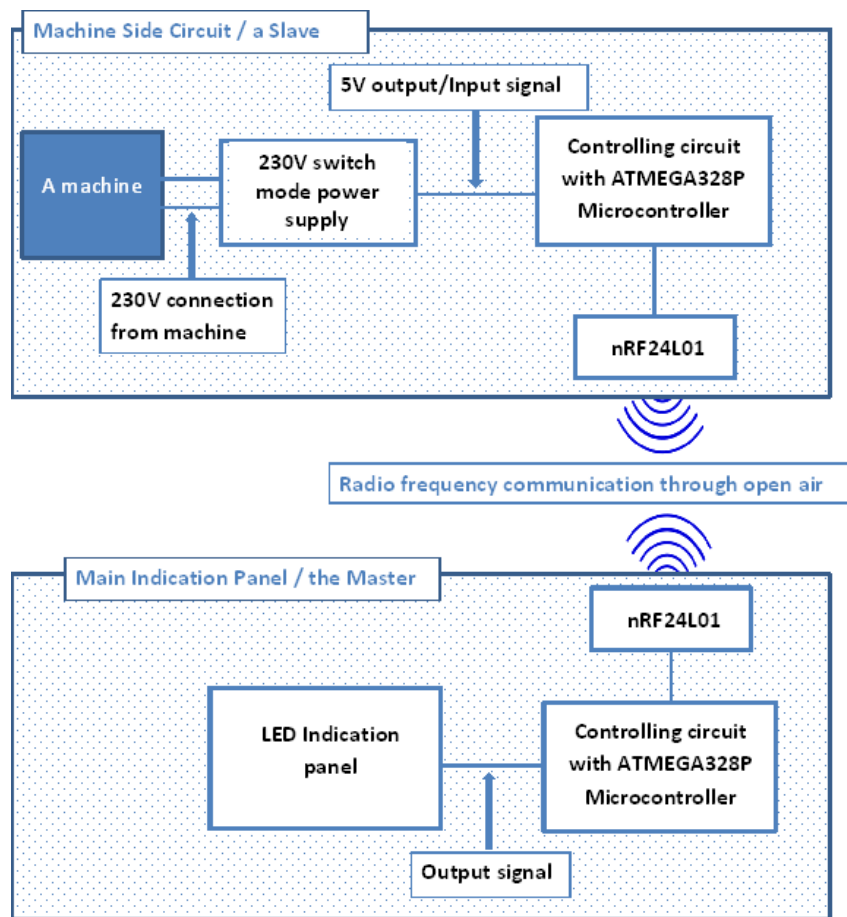 Machine Side Circuit / a Slave
5V output/Input signal
A machine
230V switch
mode power
supply
Controlling circuit
with ATMEGA328P
Microcontroller
230V connection
from machine
nRF24L01
Radio frequency communication through open air
Main Indication Panel / the Master
nRF24L01
LED Indication
panel
Controlling circuit
with ATMEGA328P
Microcontroller
Output signal